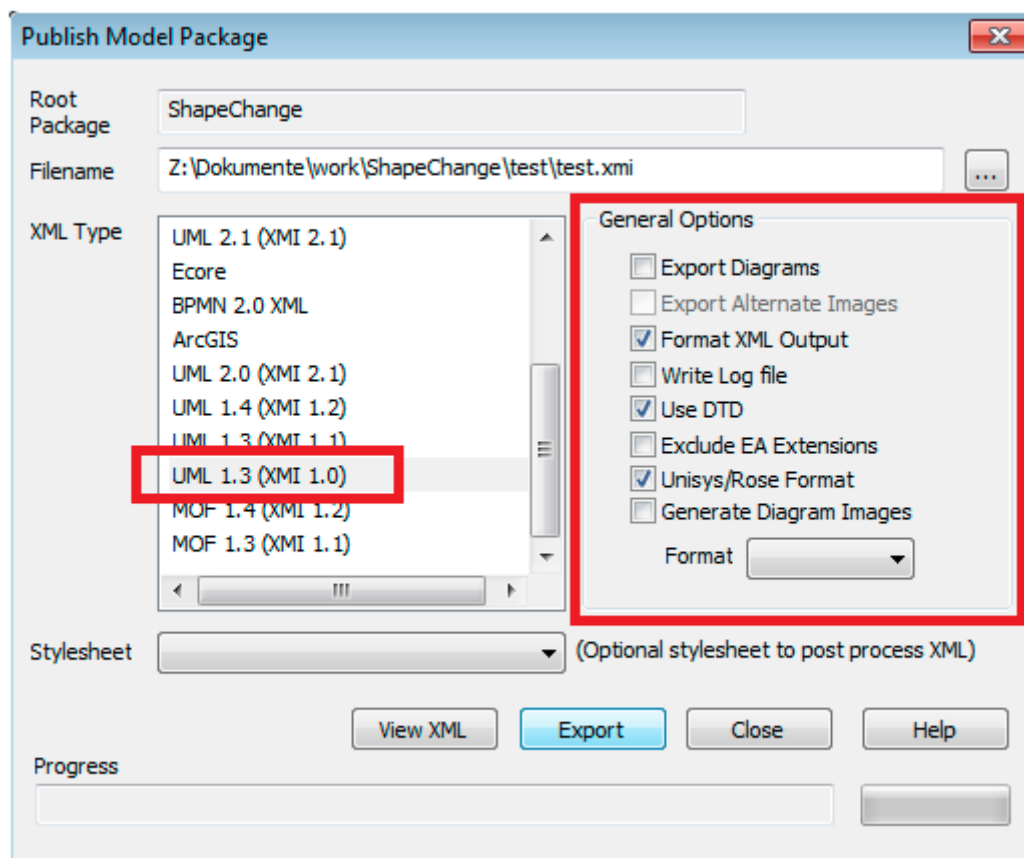 Publish Model Package
Root
Package
ShapeChange
Filename
Z:\Dokumente\work\ShapeChange\test\test.xmi
...
XML Type
UML 2.1 (XMI 2.1)
Ecore
BPMN 2.0 XML
ArcGIS
UML 2.0 (XMI 2.1)
UML 1.4 (XMI 1.2)
UML 1.3 (XMI 1.1)
UML 1.3 (XMI 1.0)
MOF 1.4 (XMI 1.2)
MOF 1.3 (XMI 1.1)
General Options
Export Diagrams
Export Alternate Images
Format XML Output
Write Log file
Use DTD
Exclude EA Extensions
Unisys/Rose Format
Generate Diagram Images
Format
Stylesheet
(Optional stylesheet to post process XML)
View XML
Export
Close
Help
Progress